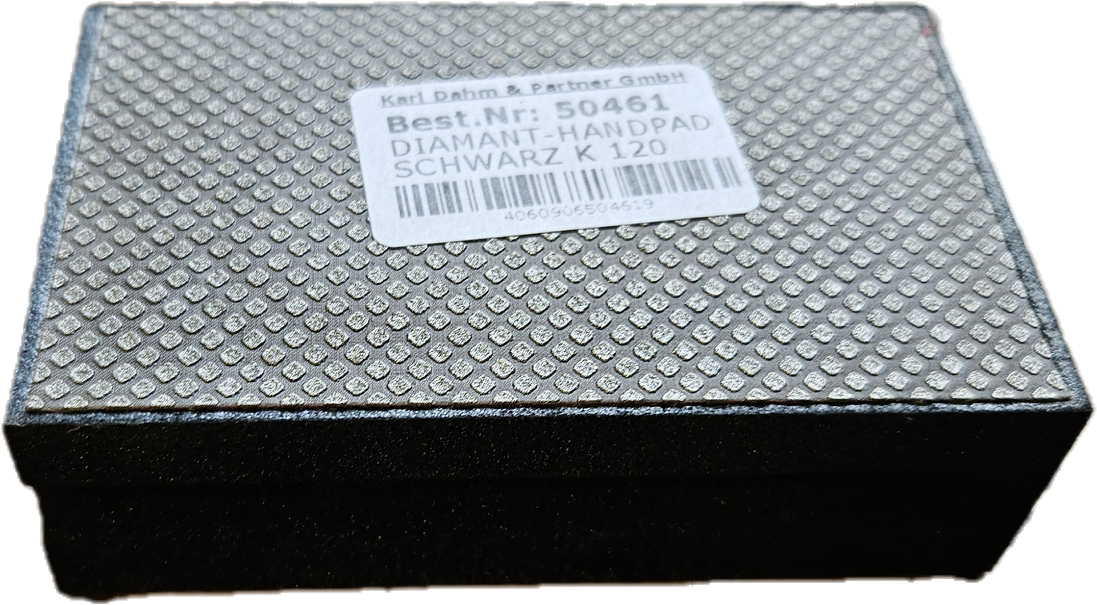 Karl Dahm & Partner GmbH
Best.Nr: 50461
DIAMANT-HANDPAD
SCHWARZ K 120
4060906504619